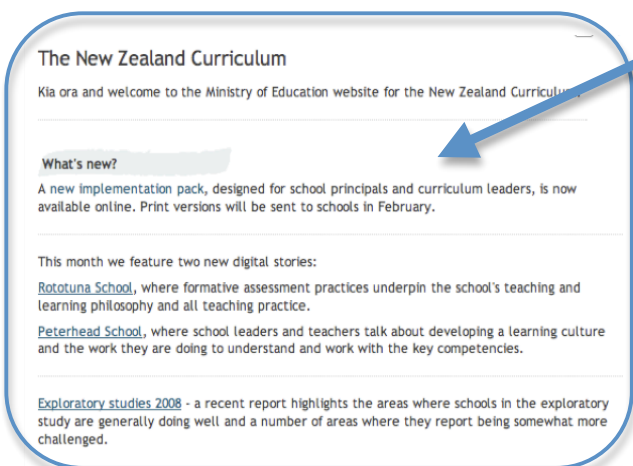 The New Zealand Curriculum
Kia ora and welcome to the Ministry of Education website for the New Zealand
What's new?
A new implementation pack, designed for school principals and curriculum leaders, is now
available online. Print versions will be sent to schools in February.
This month we feature two new digital stories:
Rototuna School, where formative assessment practices underpin the school's teaching and
learning philosophy and all teaching practice.
Peterhead School, where school leaders and teachers talk about developing a learning culture
and the work they are doing to understand and work with the key competencies.
Exploratory studies 2008 - a recent report highlights the areas where schools in the exploratory
study are generally doing well and a number of areas where they report being somewhat more
challenged.